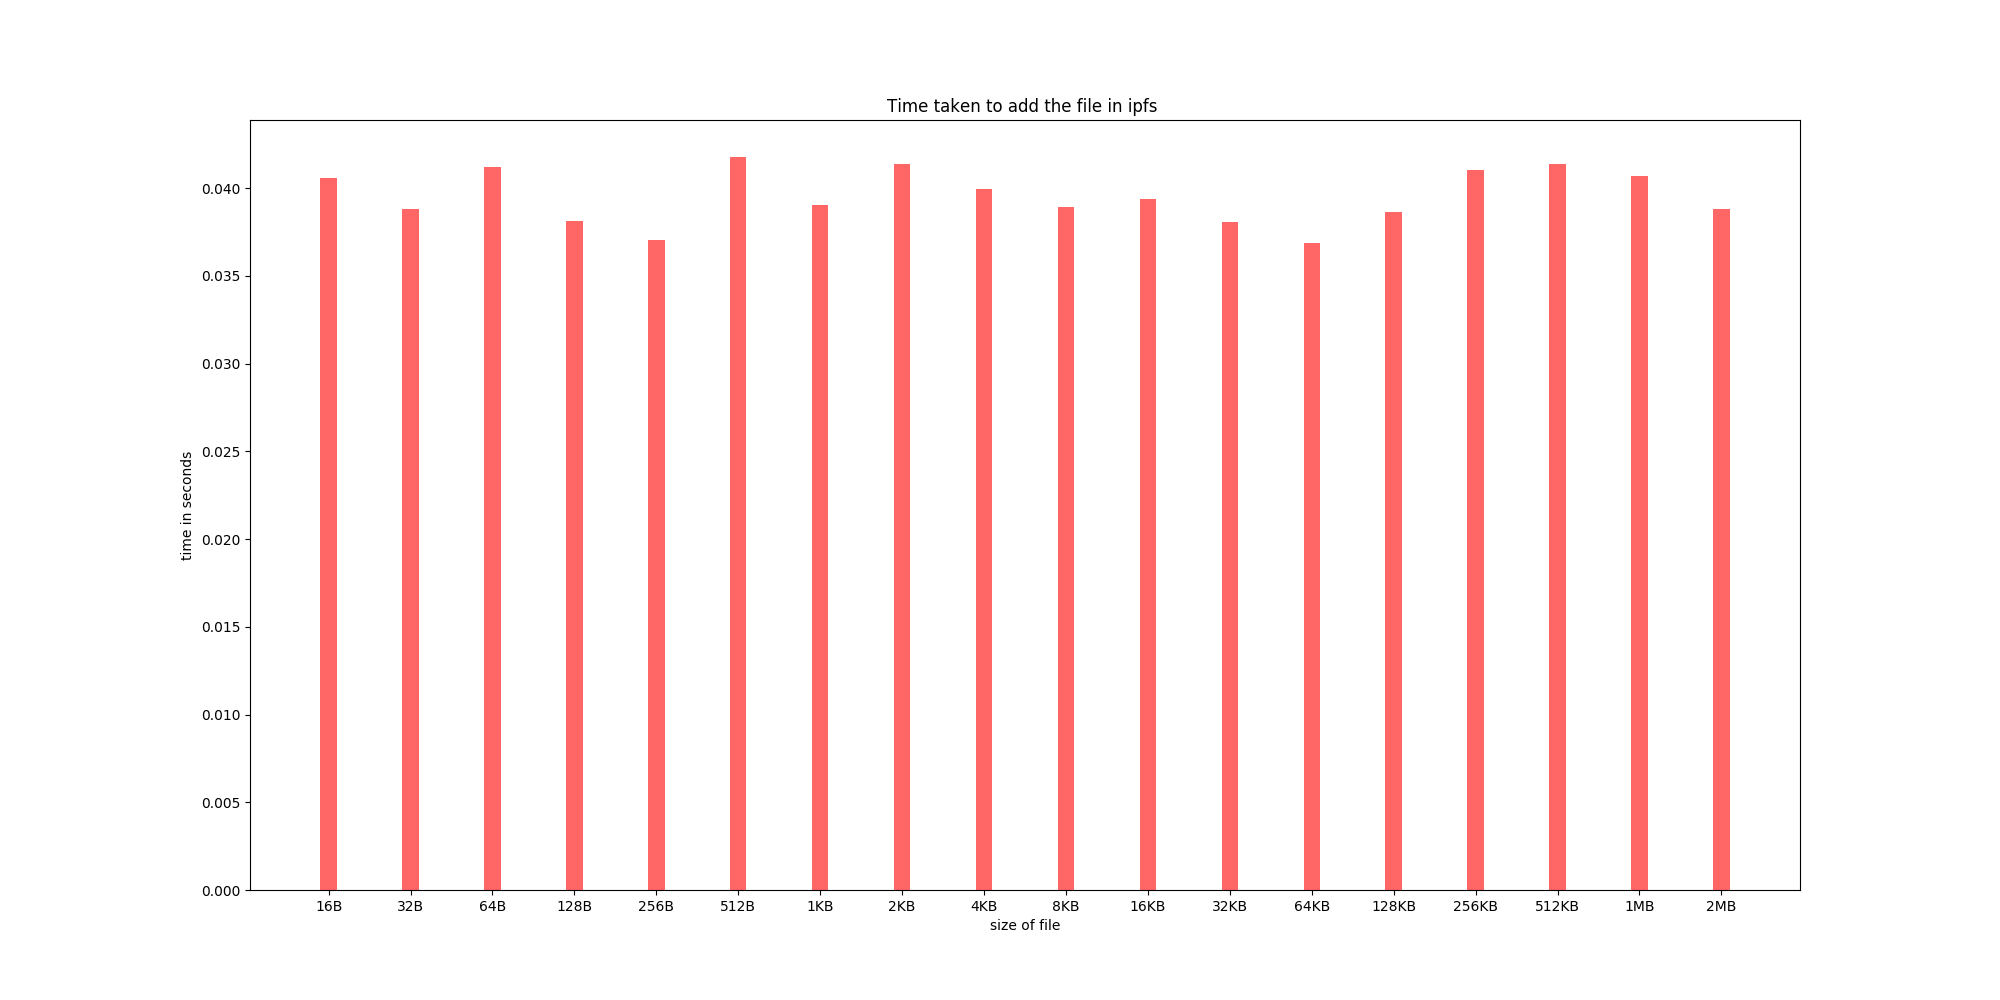 Time taken to add the file in ipfs
time in seconds
0.040
0.035
0.030
0.025
0.020
0.015
0.010
0.005
0.000
16B 32B 64B 128B 256B 512B 1KB 2KB 4KB 8KB 16KB 32KB 64KB 128KB 256KB 512KB 1MB 2MB
size of file